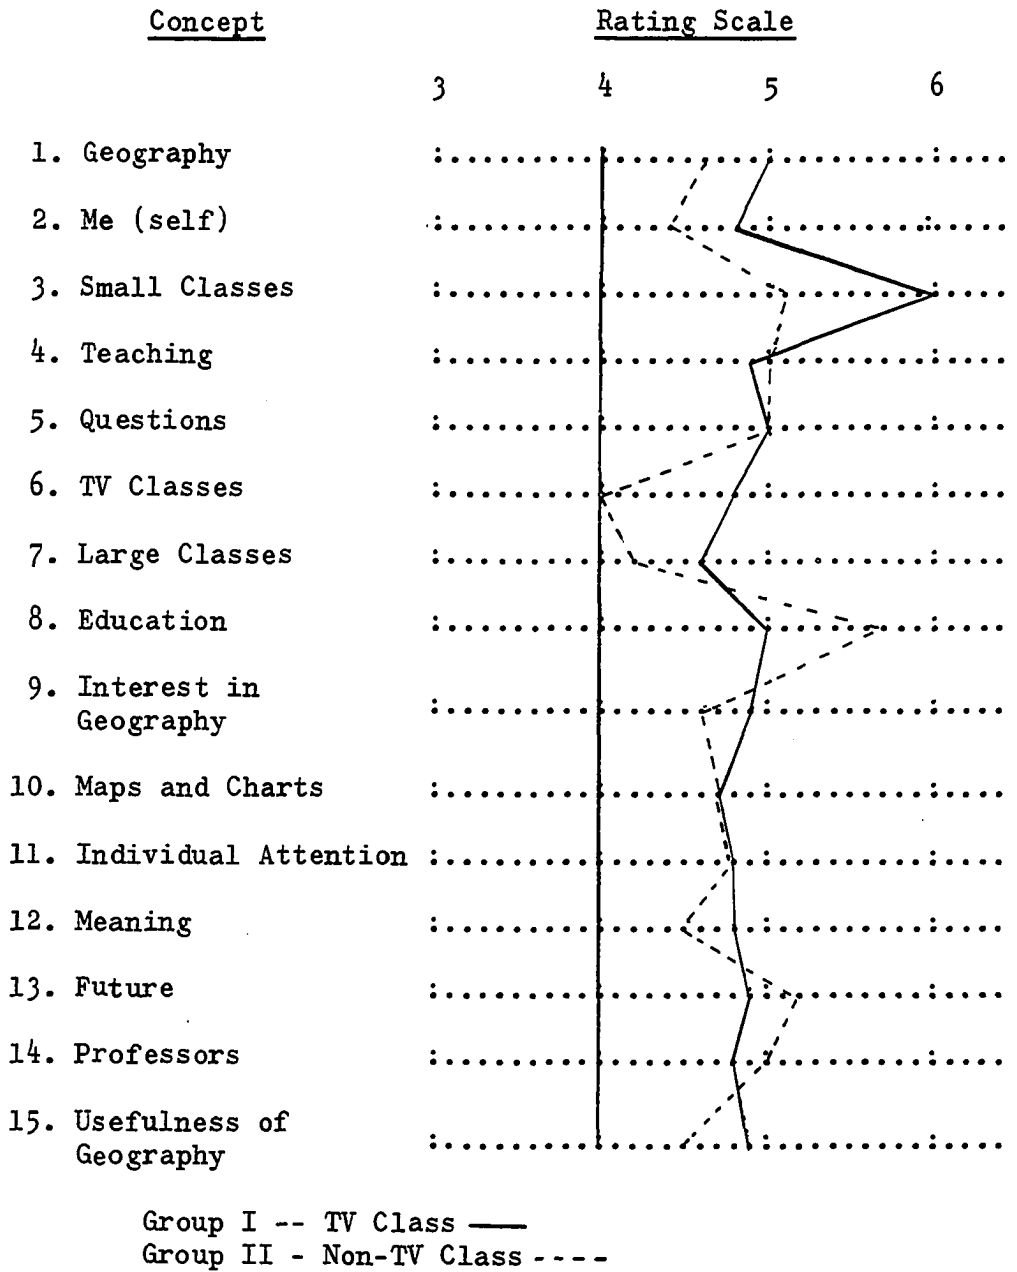 Concept Rating Scale
3 4 5 6
1. Geography
2. Me (self)
3. Small Classes
4. Teaching
5. Questions
6. TV Classes
7. Large Classes
8. Education
9. Interest in
Geography
10. Maps and Charts
11. Individual Attention
12. Meaning
13. Future
14. Professors
15. Usefulness of
Geography
Group I -- TV Class
Group II - Non-TV Class